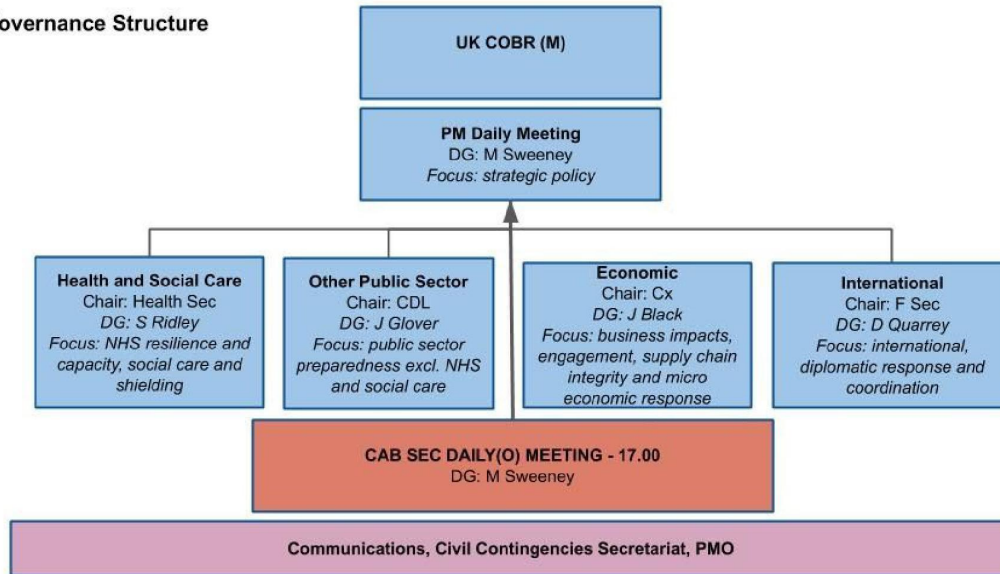 overnance Structure
UK COBR (M)
PM Daily Meeting
DG: M Sweeney
Focus: strategic policy
Health and Social Care
Chair: Health Sec
DG: S Ridley
Focus: NHS resilience and
capacity, social care and
shielding
Other Public Sector
Chair: CDL
DG: J Glover
Focus: public sector
preparedness excl. NHS
and social care
Economic
Chair: Cx
DG: J Black
Focus: business impacts,
engagement, supply chain
integrity and micro
economic response
International
Chair: F Sec
DG: D Quarrey
Focus: international,
diplomatic response and
coordination
CAB SEC DAILY(O) MEETING - 17.00
DG: M Sweeney
Communications, Civil Contingencies Secretariat, PMO